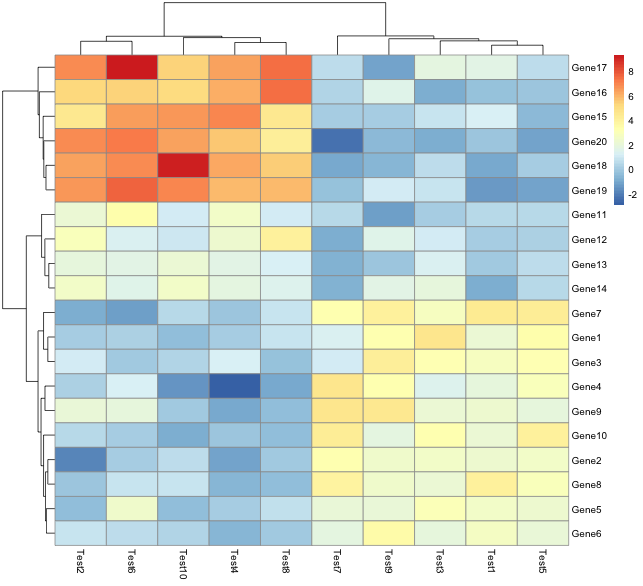 Gene17
Gene16
Gene15
Gene20
Gene18
Gene19
Gene11
Gene12
Gene13
Gene14
Gene7
Gene1
Gene3
Gene4
Gene9
Gene10
Gene2
Gene8
Gene5
Gene6
8
6
4
2
0
-2
Test2
Test6
Test10
Test4
Test8
Test7
Test9
Test3
Test1
Test5